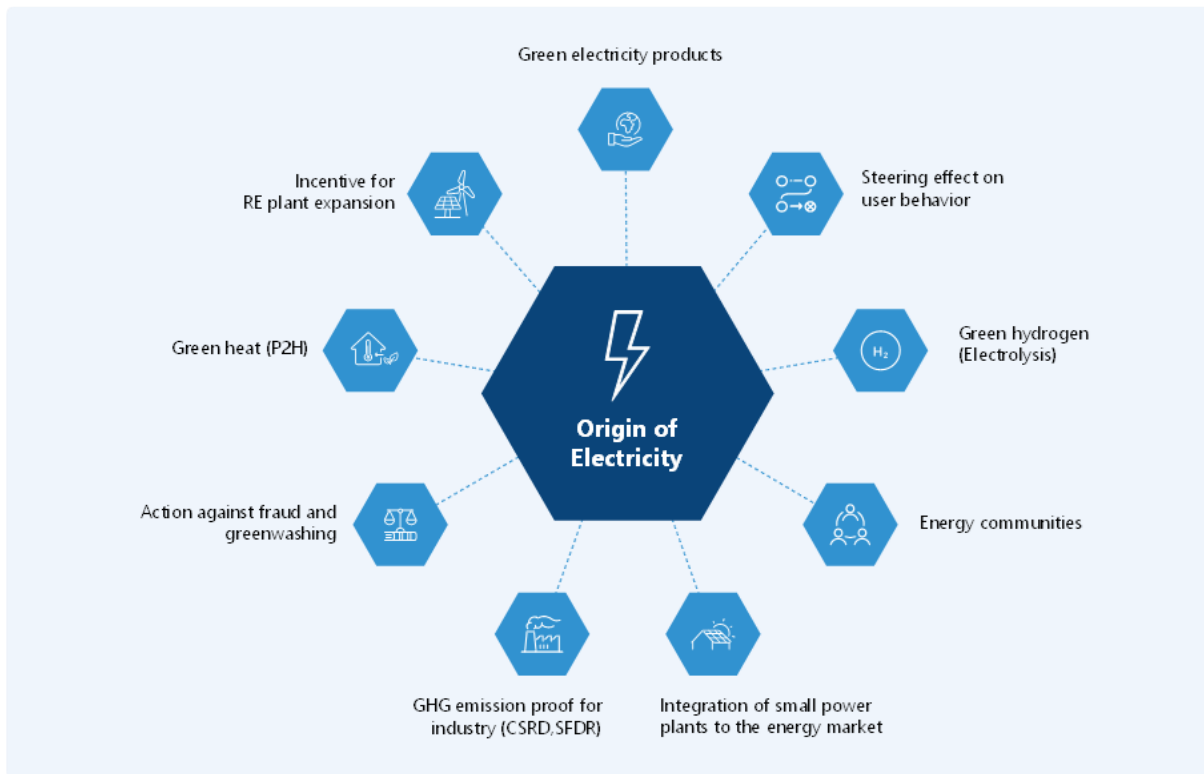 Green electricity products
Incentive for
RE plant expansion
Steering effect on
user behavior
Green heat (P2H)
Green hydrogen
(Electrolysis)
H₂
Origin of
Electricity
Action against fraud and
greenwashing
Energy communities
GHG emission proof for
industry (CSRD,SFDR)
Integration of small power
plants to the energy market